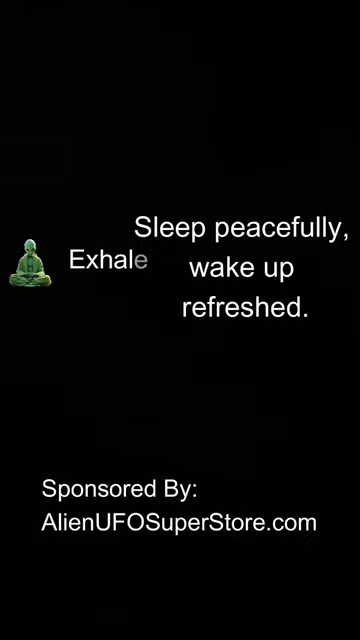 Sleep peacefully,
Exhale
wake up
refreshed.
Sponsored By:
AlienUFOSuperStore.com